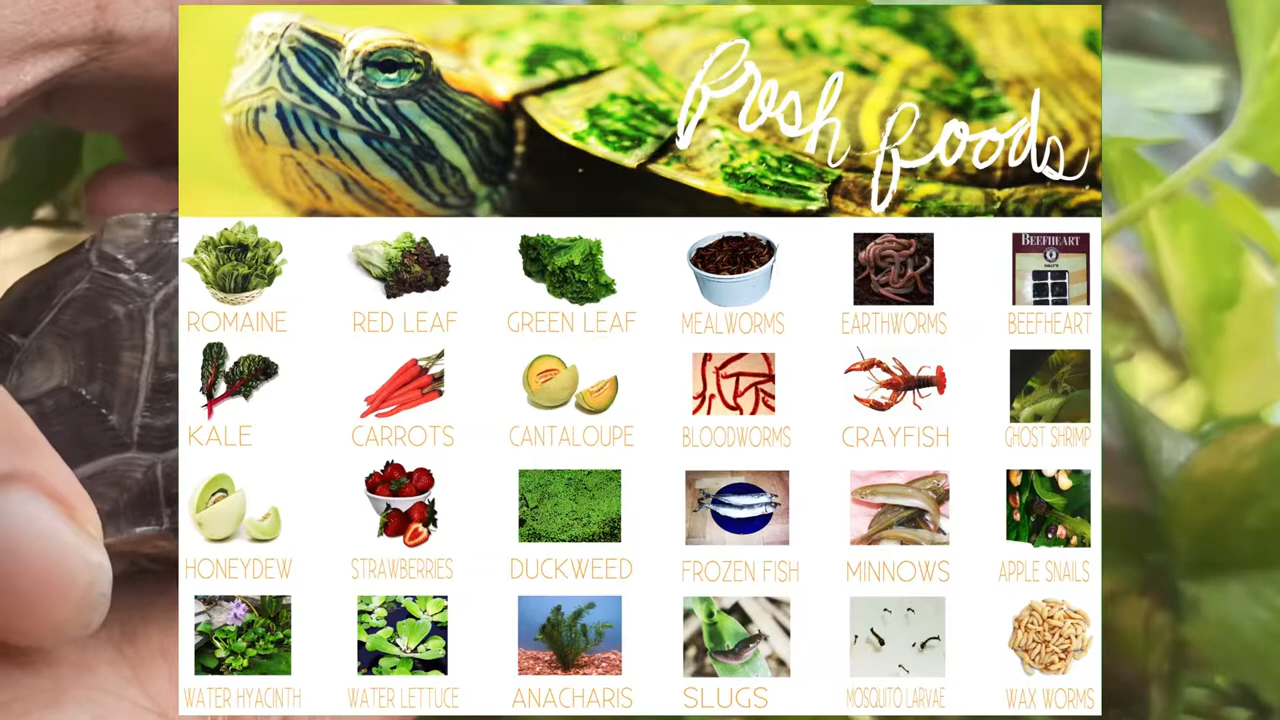 Fresh foods
ROMAINE RED LEAF GREEN LEAF MEALWORMS EARTHWORMS BEEFHEART
BEEFHEART
KALE CARROTS CANTALOUPE BLOODWORMS CRAYFISH GHOST SHRIMP
HONEYDEW STRAWBERRIES DUCKWEED FROZEN FISH MINNOWS APPLE SNAILS
WATER HYACINTH WATER LETTUCE ANACHARIS SLUGS MOSQUITO LARVAE WAX WORMS